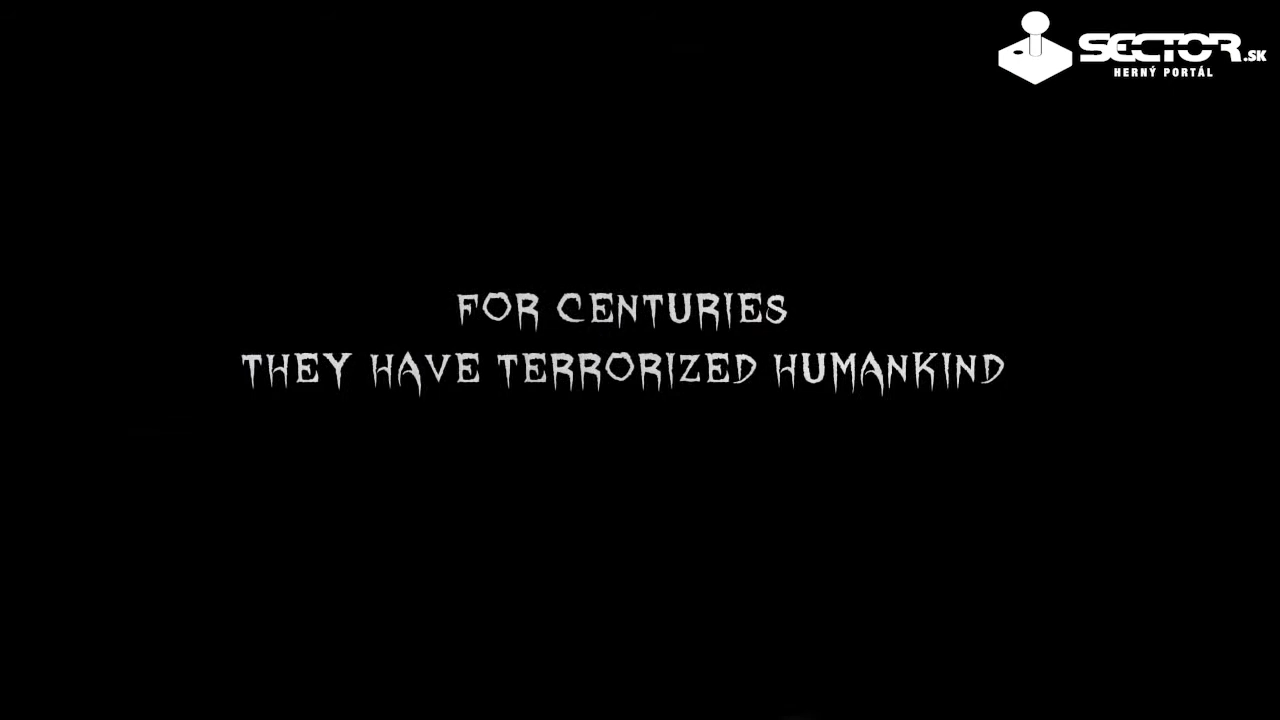 SECTOR.SK
HERNÝ PORTÁL
FOR CENTURIES
THEY HAVE TERRORIZED HUMANKIND